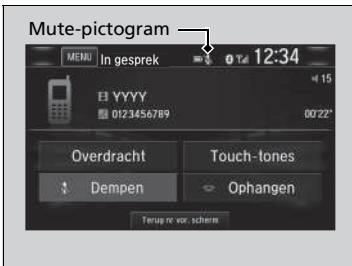 Mute-pictogram
MENU In gesprek 12:34
15
YYYY
0123456789 00'22"
Overdracht Touch-tones
Dempen Ophangen
Terug nr vor. scherm